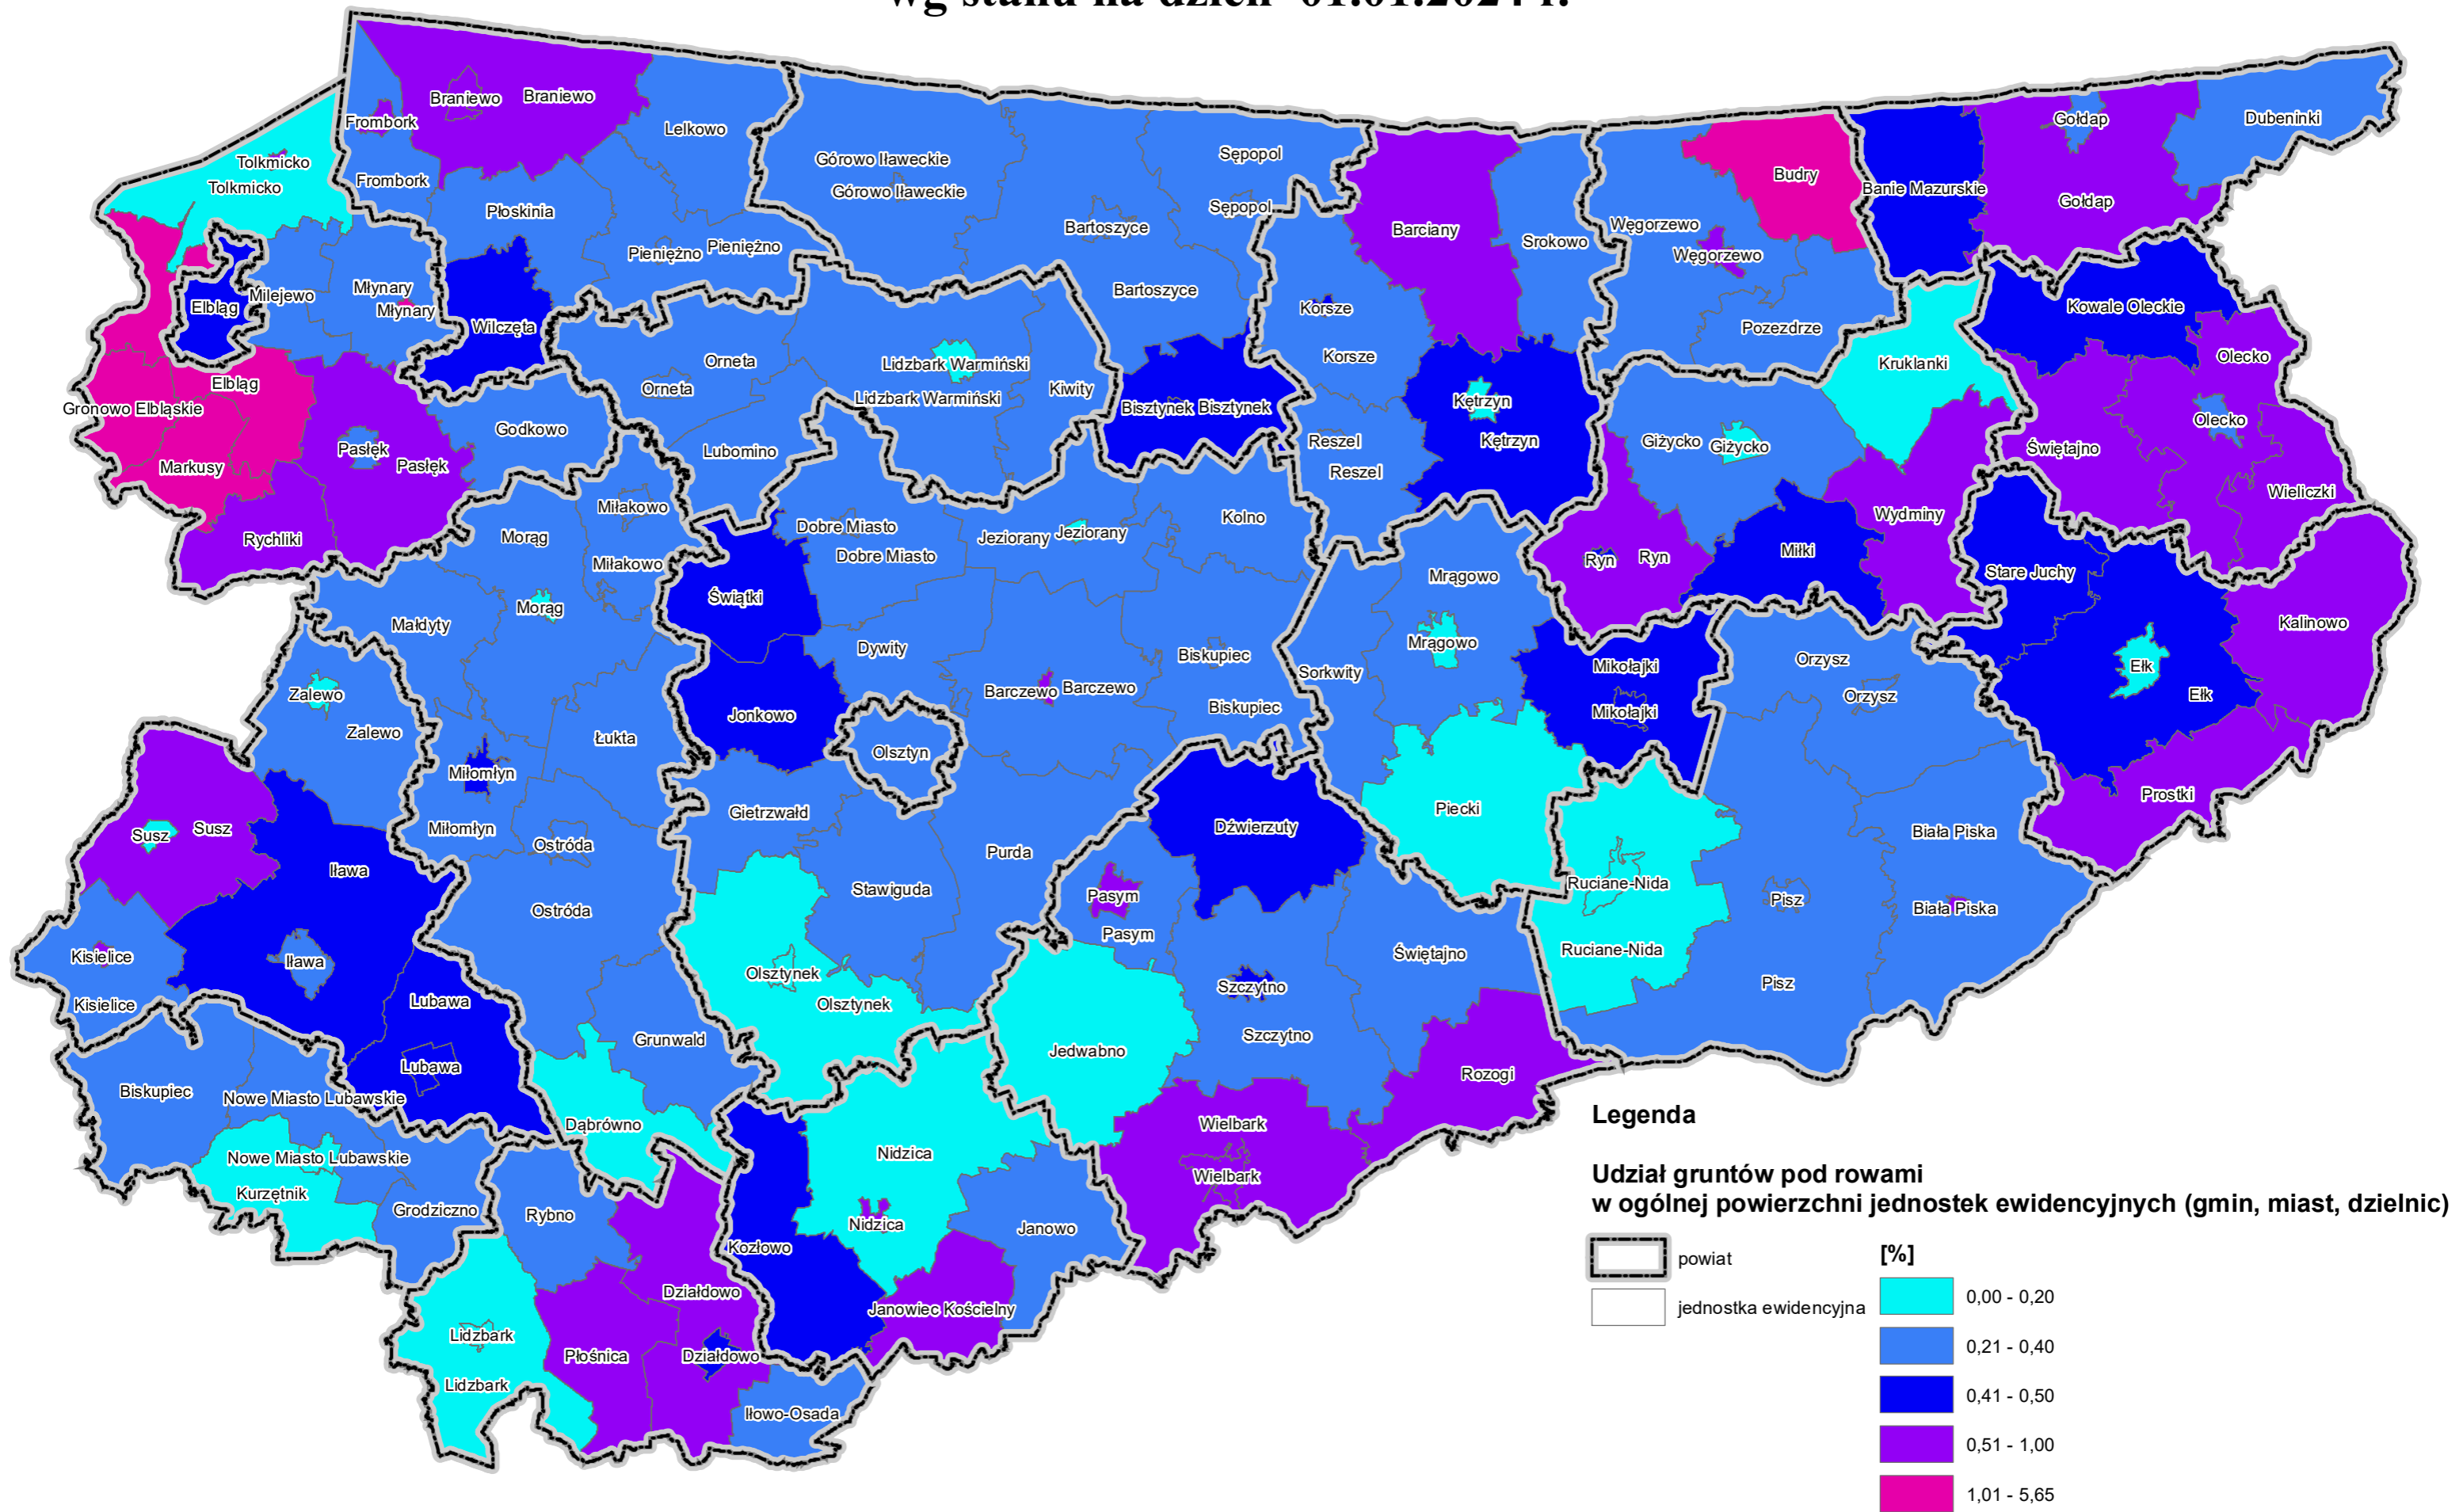 wg stanu na dzień 01.01.2024 r.
Braniewo
Braniewo
Frombork
Lelkowo
Gołdap
Dubeninki
Tolkmicko
Tolkmicko
Frombork
Górowo Iławeckie
Górowo Iławeckie
Sępopol
Sępopol
Budry
Banie Mazurskie
Gołdap
Płoskinia
Bartoszyce
Barciany
Srokowo
Węgorzewo
Węgorzewo
Pieniężno
Pieniężno
Milejewo
Młynary
Młynary
Elbląg
Wilczęta
Bartoszyce
Korsze
Korsze
Pozezdrze
Kowale Oleckie
Orneta
Orneta
Lidzbark Warmiński
Lidzbark Warmiński
Kiwity
Kruklanki
Olecko
Elbląg
Gronowo Elbląskie
Bisztynek
Bisztynek
Kętrzyn
Kętrzyn
Godkowo
Lubomino
Reszel
Reszel
Giżycko
Giżycko
Olecko
Świętajno
Pasłęk
Pasłęk
Markusy
Wieliczki
Rychliki
Morąg
Miłakowo
Miłakowo
Dobre Miasto
Dobre Miasto
Jeziorany
Jeziorany
Kolno
Wydminy
Ryn
Ryn
Miłki
Stare Juchy
Mrągowo
Mrągowo
Świątki
Morąg
Małdyty
Dywity
Biskupiec
Biskupiec
Sorkwity
Mikołajki
Mikołajki
Orzysz
Orzysz
Kalinowo
Ełk
Ełk
Zalewo
Zalewo
Barczewo
Barczewo
Jonkowo
Łukta
Olsztyn
Miłomłyn
Miłomłyn
Gietrzwałd
Dźwierzuty
Piecki
Prostki
Susz
Susz
Ostróda
Ostróda
Purda
Biała Piska
Biała Piska
Iława
Iława
Stawiguda
Pasym
Pasym
Ruciane-Nida
Ruciane-Nida
Pisz
Pisz
Kisielice
Kisielice
Lubawa
Lubawa
Olsztynek
Olsztynek
Szczytno
Szczytno
Świętajno
Grunwald
Jedwabno
Rozogi
Biskupiec
Nowe Miasto Lubawskie
Nowe Miasto Lubawskie
Dąbrówno
Nidzica
Nidzica
Wielbark
Wielbark
Kurzętnik
Grodziczno
Rybno
Kozłowo
Janowo
Działdowo
Działdowo
Janowiec Kościelny
Lidzbark
Lidzbark
Płośnica
Iłowo-Osada
Legenda
Udział gruntów pod rowami
w ogólnej powierzchni jednostek ewidencyjnych (gmin, miast, dzielnic)
powiat
jednostka ewidencyjna
[%]
0,00 - 0,20
0,21 - 0,40
0,41 - 0,50
0,51 - 1,00
1,01 - 5,65